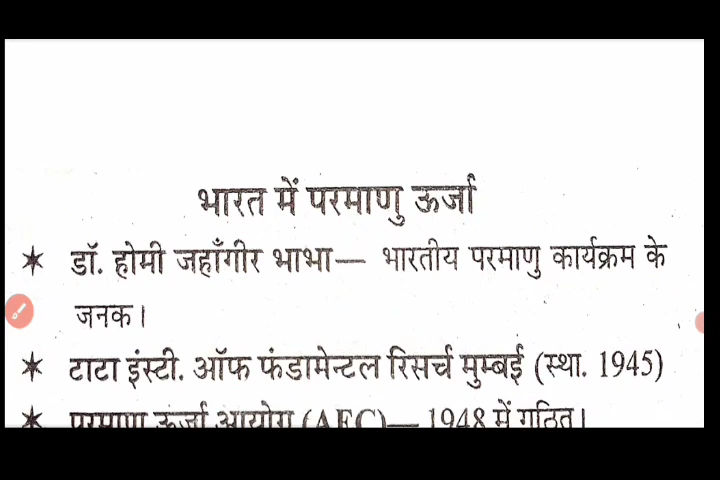 भारत में परमाणु ऊर्जा
✶ डॉ. होमी जहाँगीर भाभा— भारतीय परमाणु कार्यक्रम के
जनक।
✶ टाटा इंस्टी. ऑफ फंडामेन्टल रिसर्च मुम्बई (स्था. 1945)
✶ परमाणु ऊर्जा आयोग (AEC)— 1948 में गठित।